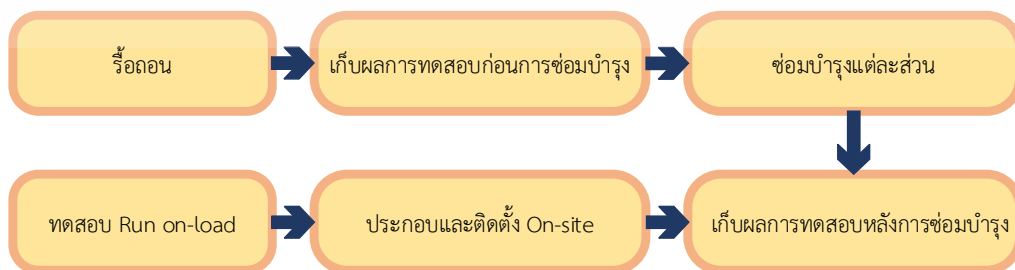 รื้อถอน
เก็บผลการทดสอบก่อนการซ่อมบำรุง
ซ่อมบำรุงแต่ละส่วน
ทดสอบ Run on-load
ประกอบและติดตั้ง On-site
เก็บผลการทดสอบหลังการซ่อมบำรุง